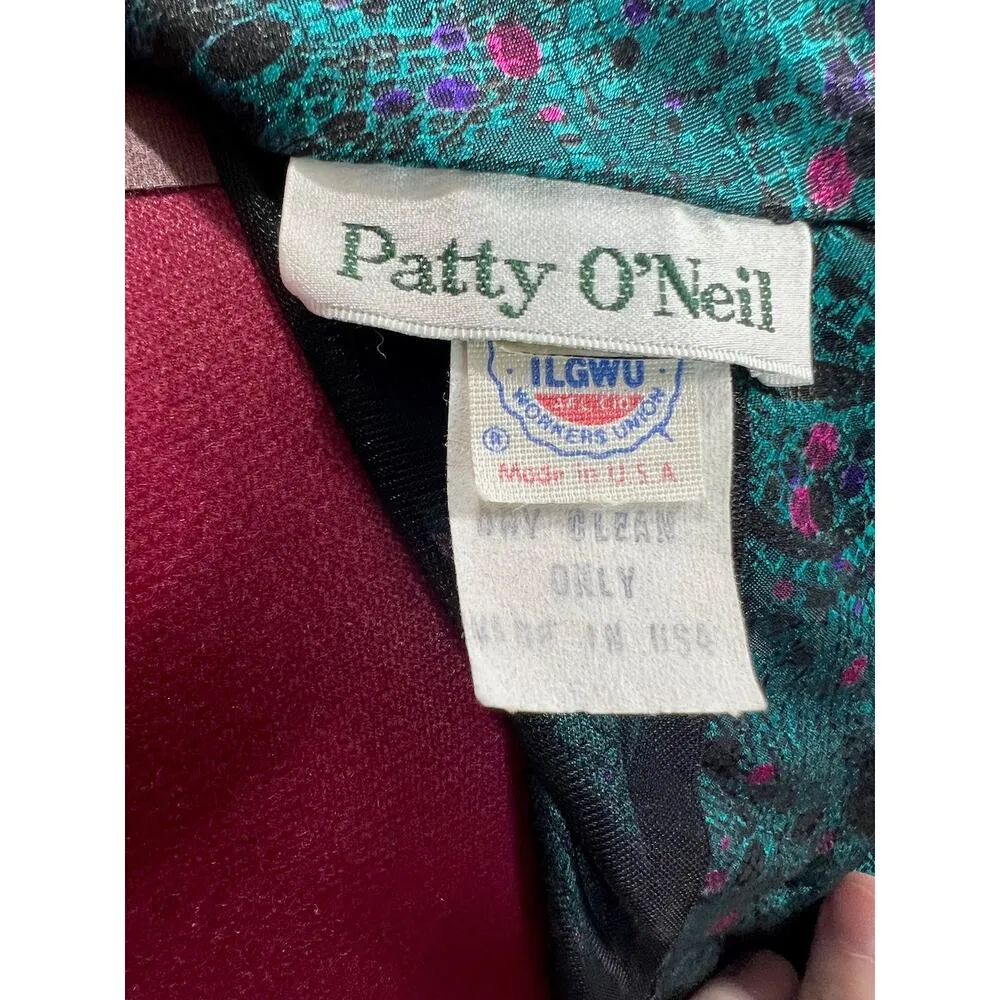 Patty O'Neil
ILGWU
WORKERS UNION
®
Made in U.S.A
DRY CLEAN
ONLY
MADE IN USA